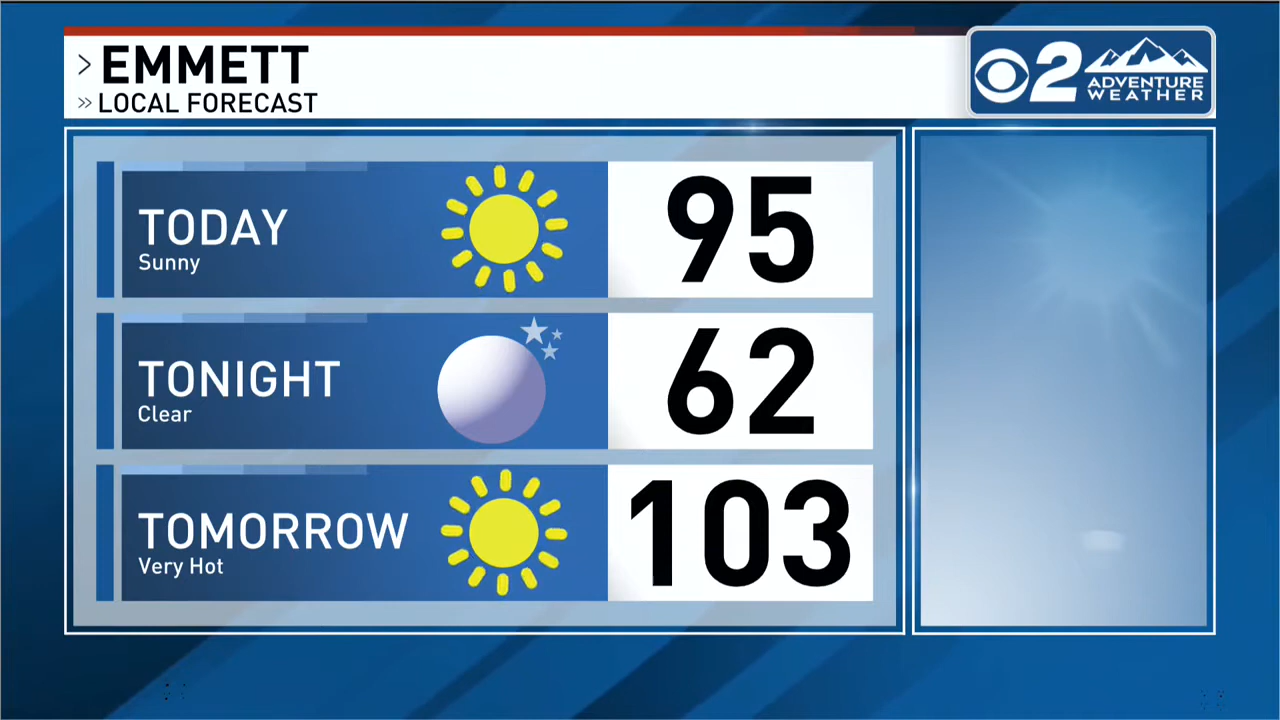 > EMMETT
» LOCAL FORECAST
2 ADVENTURE WEATHER
TODAY
Sunny
95
TONIGHT
Clear
62
TOMORROW
Very Hot
103